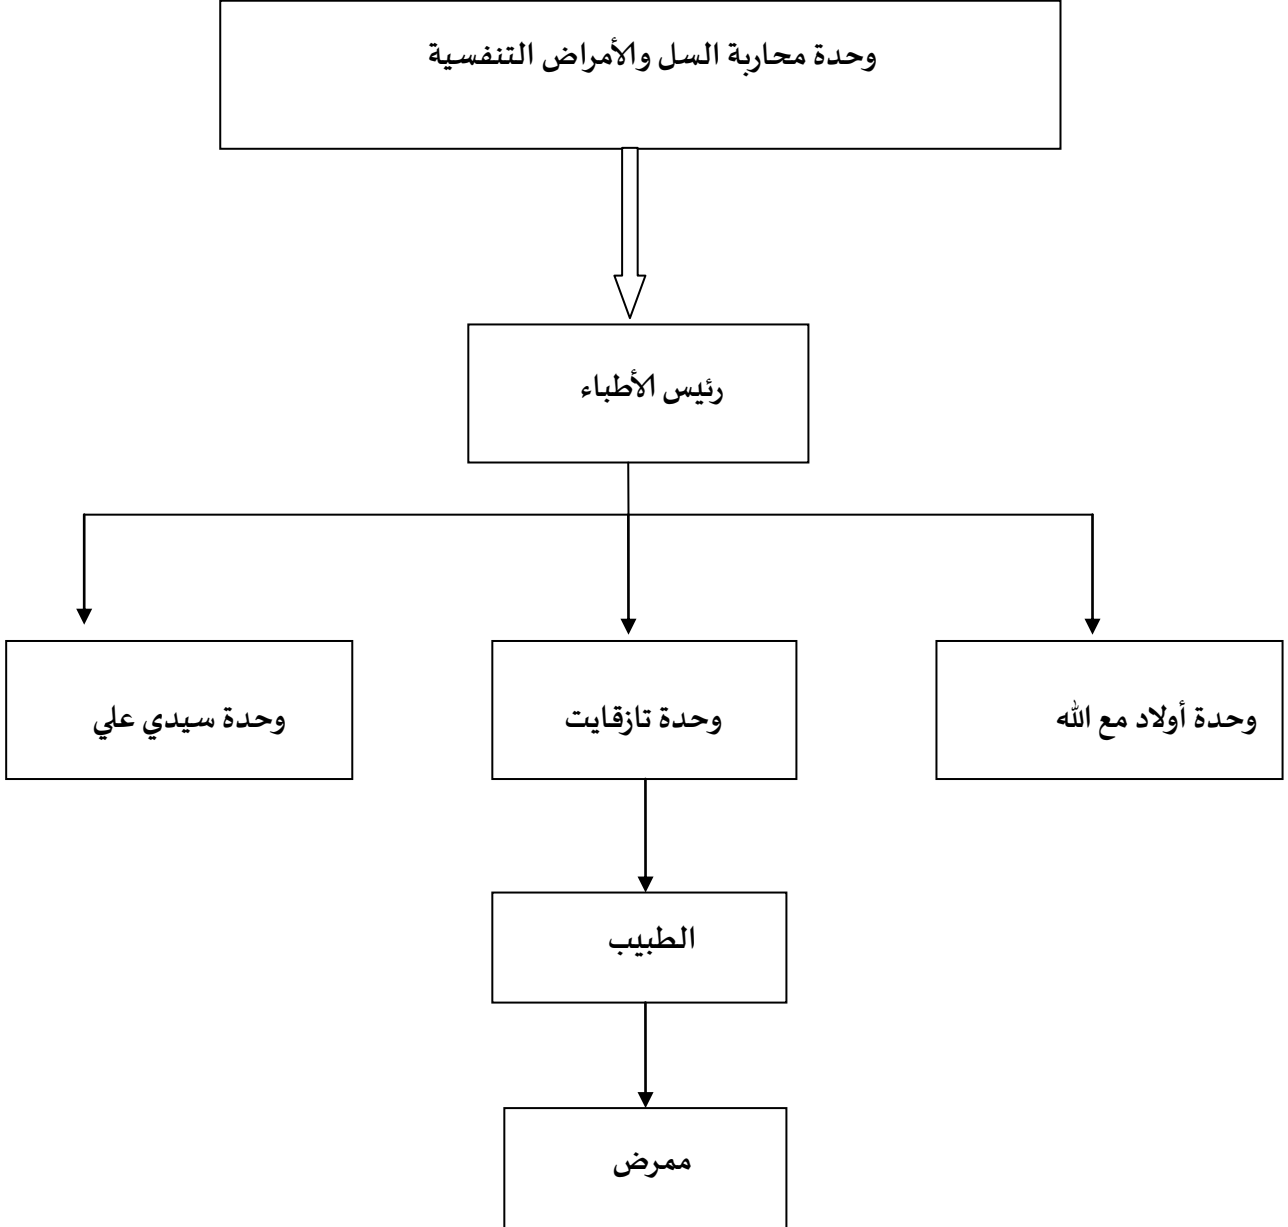 وحدة محاربة السل والأمراض التنفسية
رئيس الأطباء
وحدة أولاد مع الله
وحدة تازقايت
وحدة سيدي علي
الطبيب
ممرض